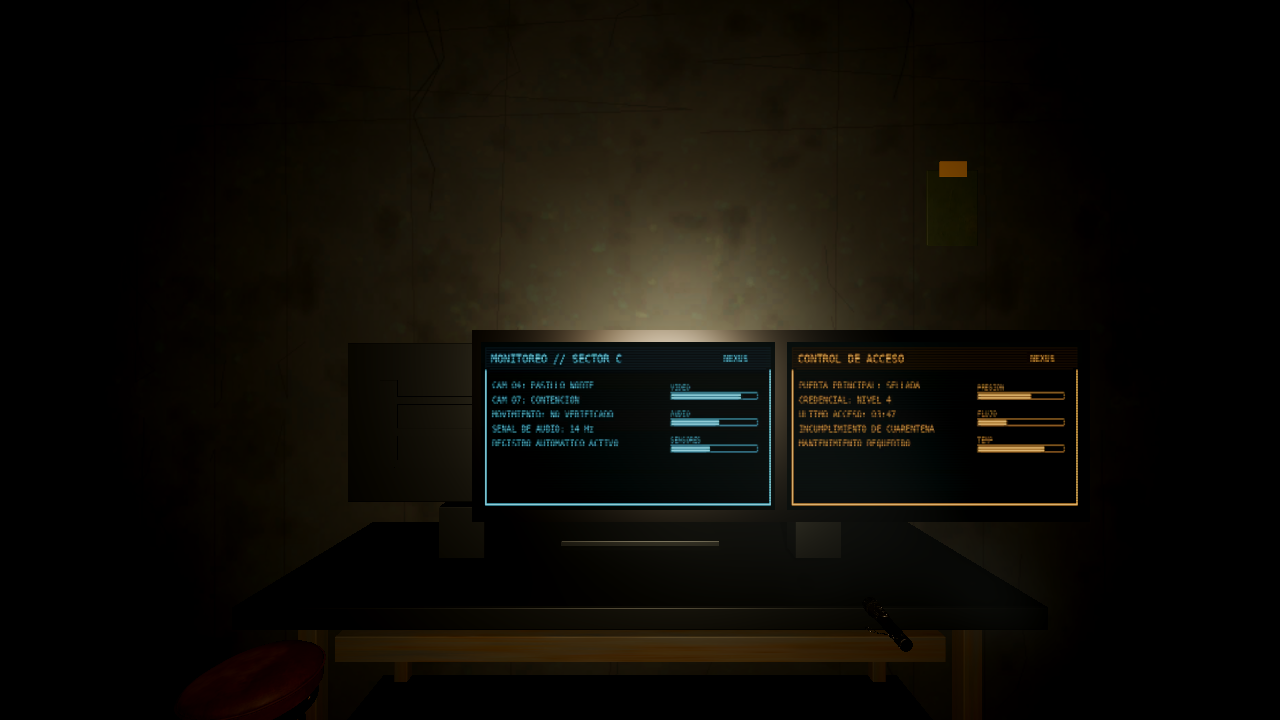 MONITOREO // SECTOR C
NEXUS
CAM 04: PASILLO NORTE
CAM 07: CONTENCION
MOVIMIENTO: NO VERIFICADO
SENAL DE AUDIO: 14 Hz
REGISTRO AUTOMATICO ACTIVO
VIDEO
AUDIO
SENSORES
CONTROL DE ACCESO
NEXUS
PUERTA PRINCIPAL: SELLADA
CREDENCIAL: NIVEL 4
ULTIMO ACCESO: 03:47
INCUMPLIMIENTO DE CUARENTENA
MANTENIMIENTO REQUERIDO
PRESION
FLUJO
TEMP